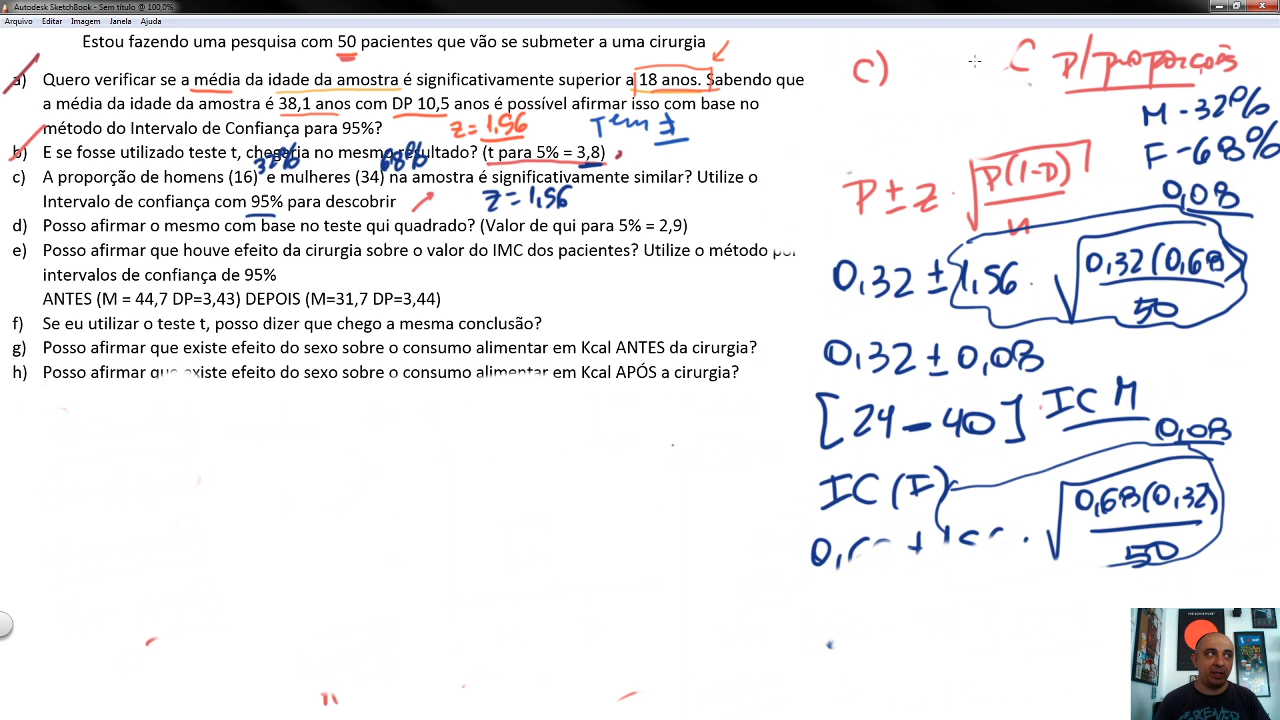 Autodesk SketchBook - Sem título @ 100,0%
Arquivo Editar Imagem Janela Ajuda
Estou fazendo uma pesquisa com 50 pacientes que vão se submeter a uma cirurgia
a) Quero verificar se a média da idade da amostra é significativamente superior a 18 anos. Sabendo que
a média da idade da amostra é 38,1 anos com DP 10,5 anos é possível afirmar isso com base no
método do Intervalo de Confiança para 95%?
z = 1,56
Tem ≠
b) E se fosse utilizado teste t, chegaria no mesmo resultado? (t para 5% = 3,8)
32% 68%
c) A proporção de homens (16) e mulheres (34) na amostra é significativamente similar? Utilize o
Intervalo de confiança com 95% para descobrir
z = 1,56
d) Posso afirmar o mesmo com base no teste qui quadrado? (Valor de qui para 5% = 2,9)
e) Posso afirmar que houve efeito da cirurgia sobre o valor do IMC dos pacientes? Utilize o método por
intervalos de confiança de 95%
ANTES (M = 44,7 DP=3,43) DEPOIS (M=31,7 DP=3,44)
f) Se eu utilizar o teste t, posso dizer que chego a mesma conclusão?
g) Posso afirmar que existe efeito do sexo sobre o consumo alimentar em Kcal ANTES da cirurgia?
h) Posso afirmar que existe efeito do sexo sobre o consumo alimentar em Kcal APÓS a cirurgia?
c) C p/ proporções
M - 32%
F - 68%
P ± z · √ P(1-P) / n
0,08
0,32 ± 1,56 · √ 0,32(0,68) / 50
0,32 ± 0,08
[24 - 40] IC M
0,08
IC (F)
√ 0,68(0,32) / 50